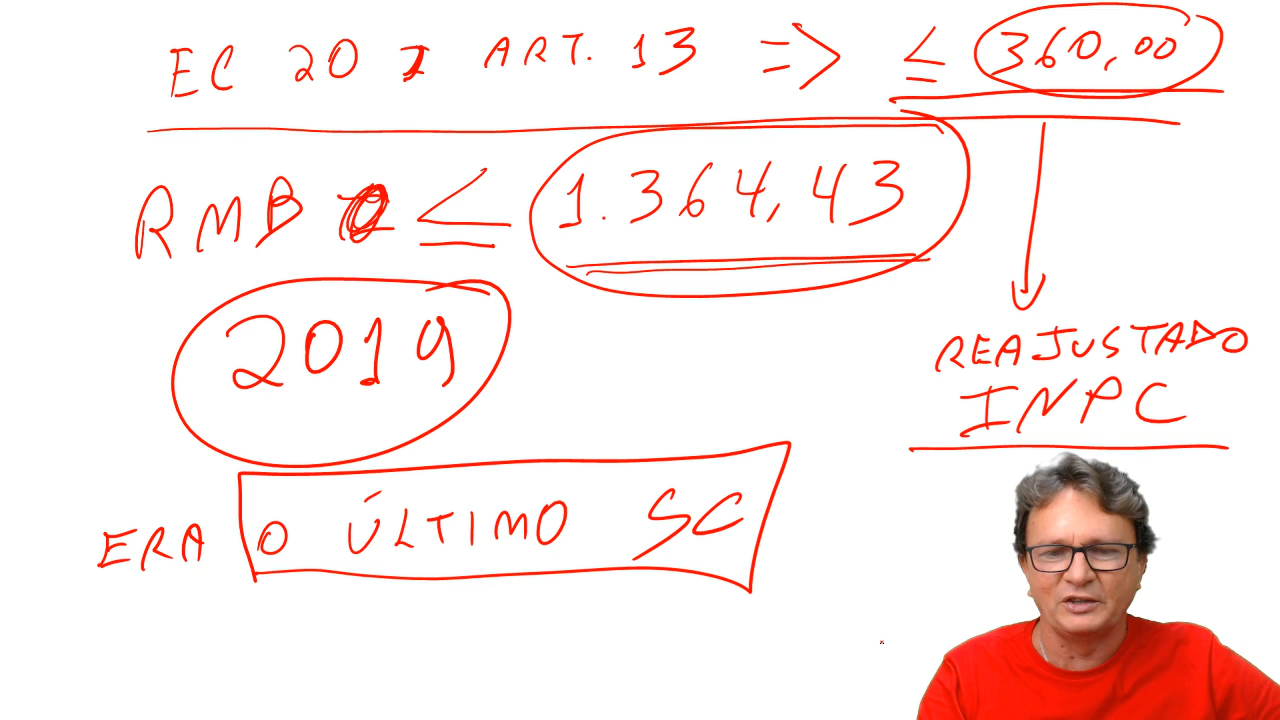 EC 20, ART. 13 => ≤ 360,00
RMB ≤ 1.364,43
2019
REAJUSTADO
INPC
ERA O ÚLTIMO SC